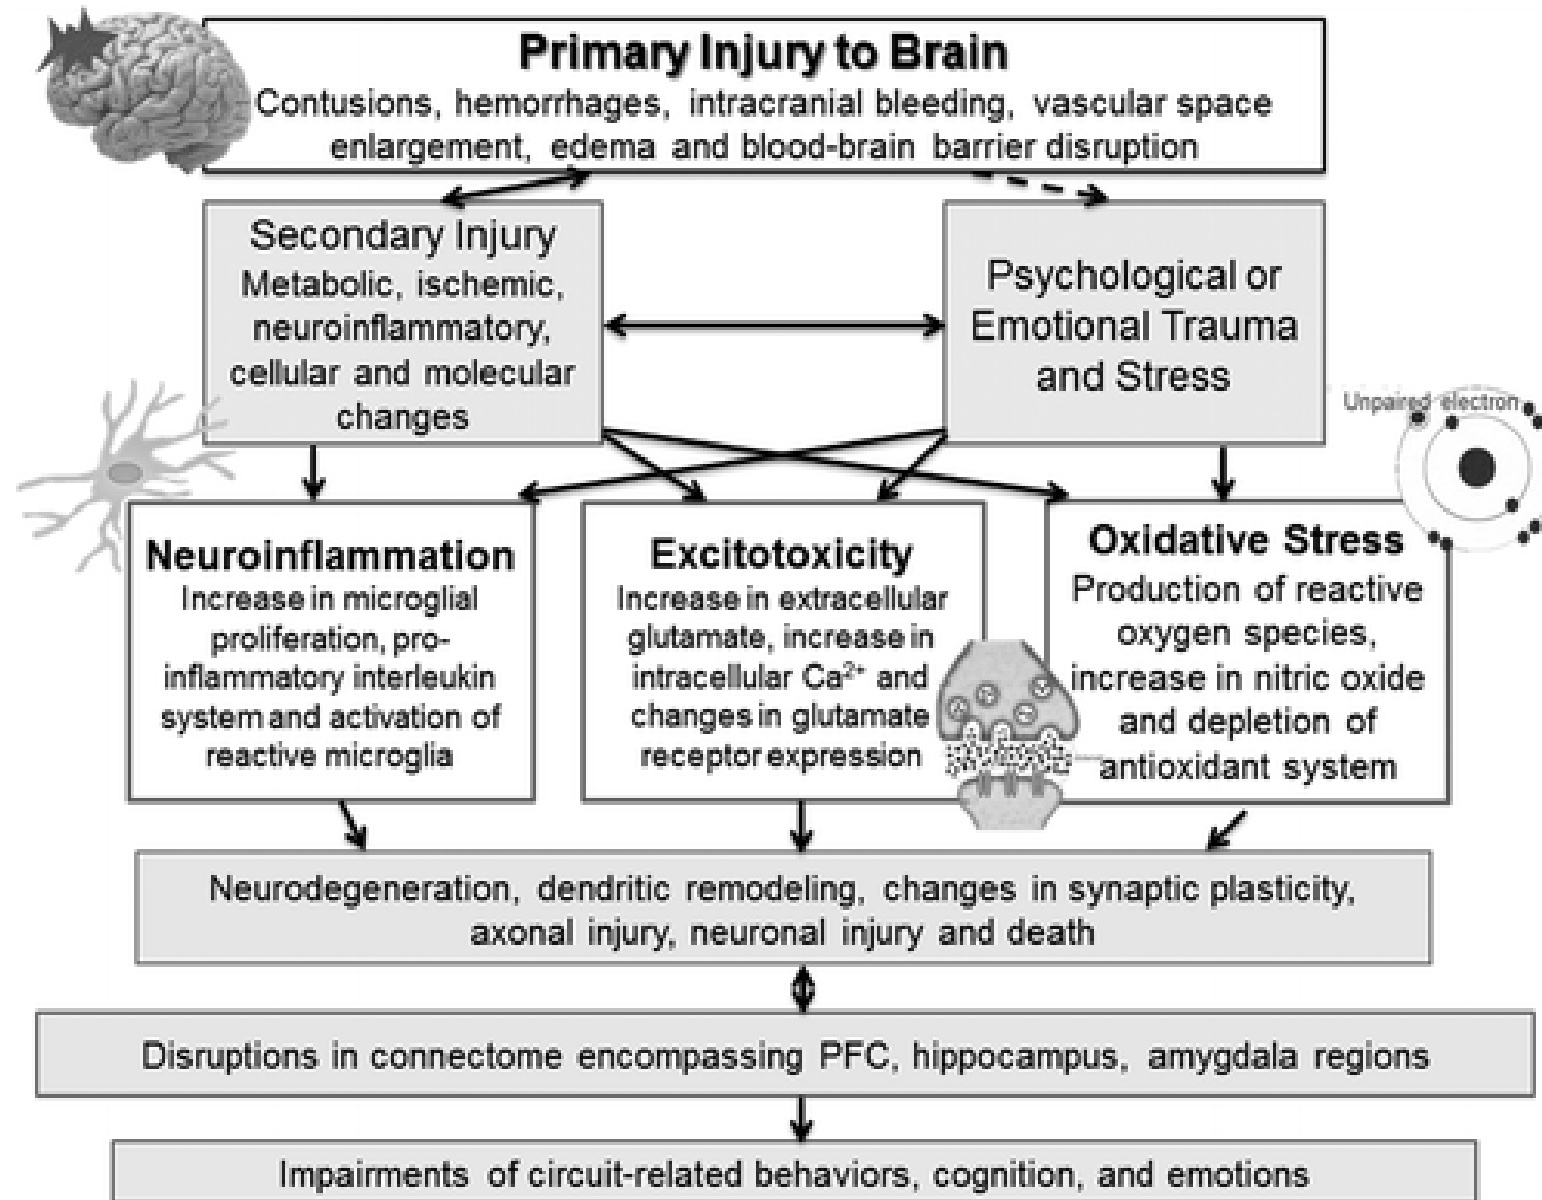 Primary Injury to Brain
Contusions, hemorrhages, intracranial bleeding, vascular space
enlargement, edema and blood-brain barrier disruption
Secondary Injury
Metabolic, ischemic,
neuroinflammatory,
cellular and molecular
changes
Psychological or
Emotional Trauma
and Stress
Unpaired electron
Neuroinflammation
Increase in microglial
proliferation, pro-
inflammatory interleukin
system and activation of
reactive microglia
Excitotoxicity
Increase in extracellular
glutamate, increase in
intracellular Ca²⁺ and
changes in glutamate
receptor expression
Oxidative Stress
Production of reactive
oxygen species,
increase in nitric oxide
and depletion of
antioxidant system
Neurodegeneration, dendritic remodeling, changes in synaptic plasticity,
axonal injury, neuronal injury and death
Disruptions in connectome encompassing PFC, hippocampus, amygdala regions
Impairments of circuit-related behaviors, cognition, and emotions